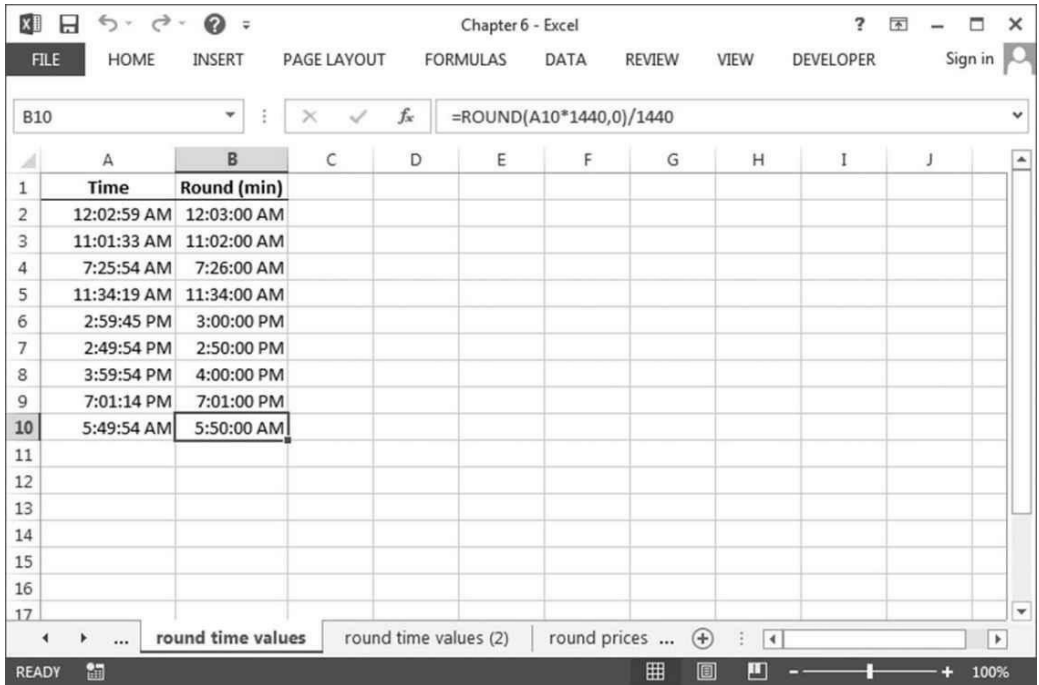 Chapter 6 - Excel
FILE HOME INSERT PAGE LAYOUT FORMULAS DATA REVIEW VIEW DEVELOPER Sign in
B10 fx =ROUND(A10*1440,0)/1440
A B C D E F G H I J
1 Time Round (min)
2 12:02:59 AM 12:03:00 AM
3 11:01:33 AM 11:02:00 AM
4 7:25:54 AM 7:26:00 AM
5 11:34:19 AM 11:34:00 AM
6 2:59:45 PM 3:00:00 PM
7 2:49:54 PM 2:50:00 PM
8 3:59:54 PM 4:00:00 PM
9 7:01:14 PM 7:01:00 PM
10 5:49:54 AM 5:50:00 AM
11
12
13
14
15
16
17
... round time values round time values (2) round prices ...
READY 100%